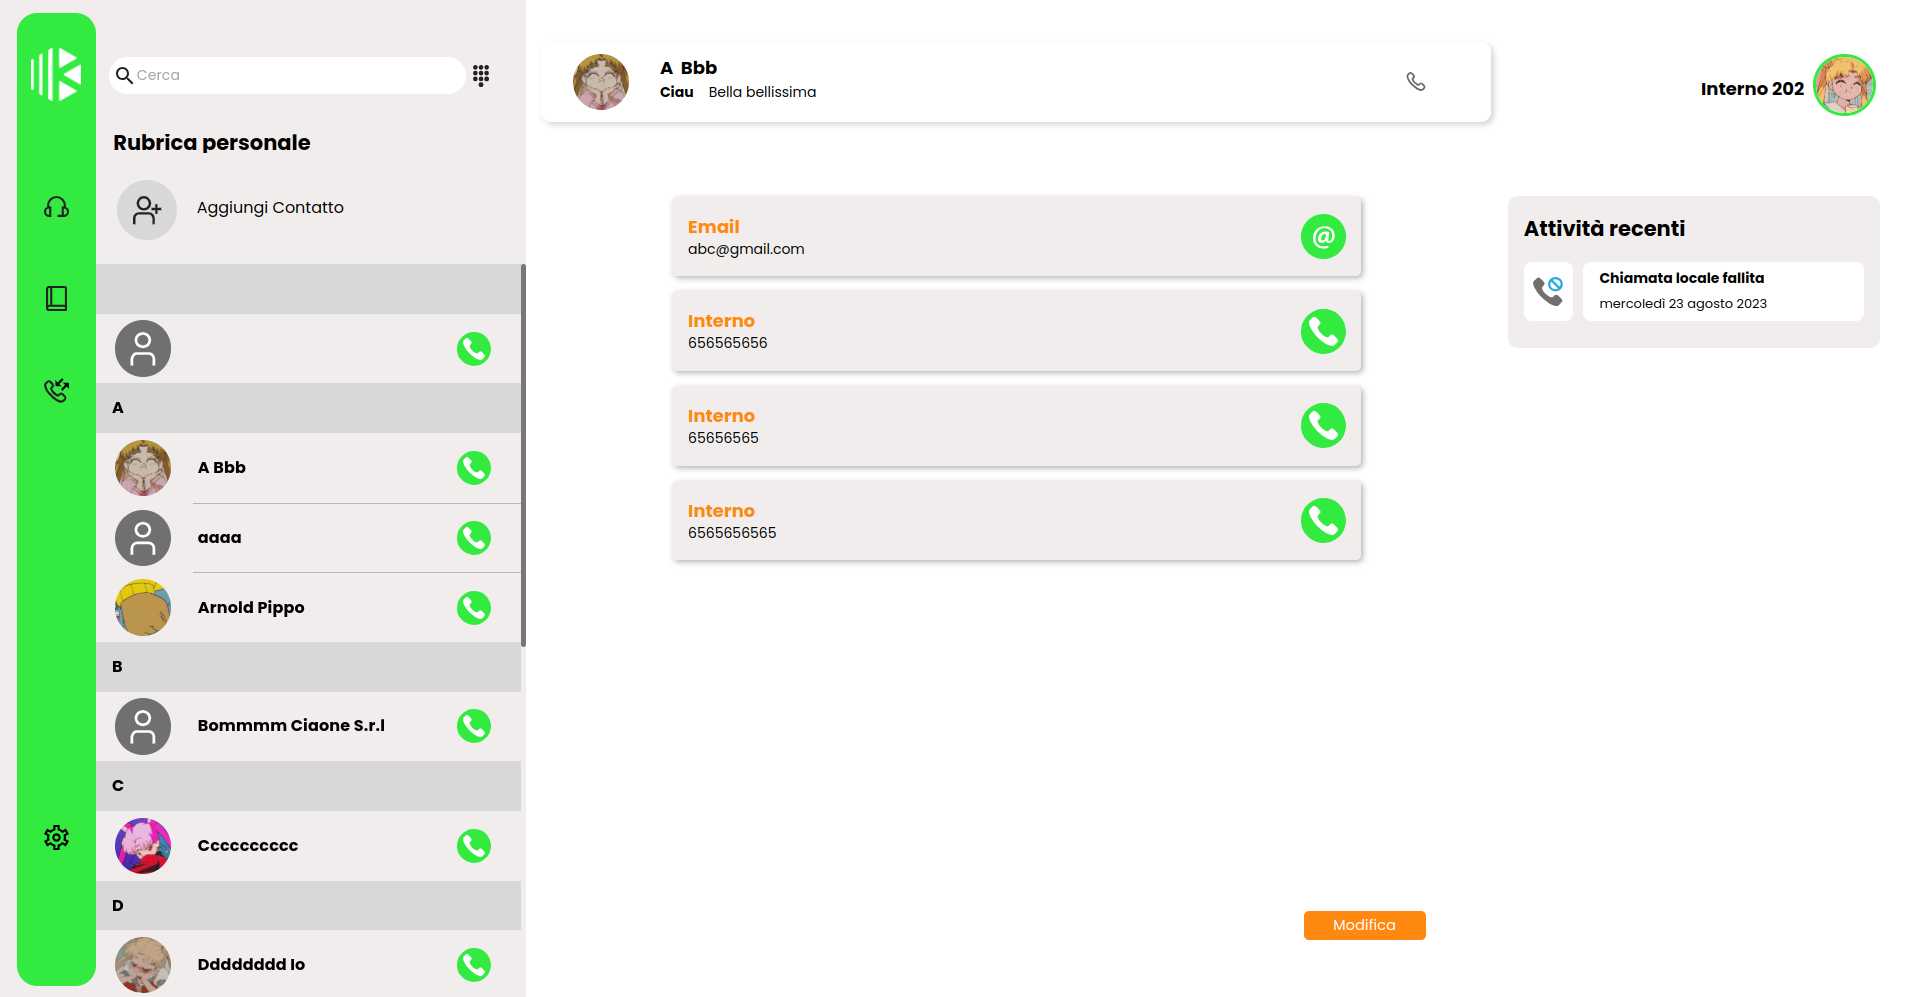 Cerca
Rubrica personale
Aggiungi Contatto
A
A Bbb
aaaa
Arnold Pippo
B
Bommmm Ciaone S.r.l
C
Cccccccccc
D
Dddddddd Io
A Bbb
Ciau Bella bellissima
Email
abc@gmail.com
@
Interno
656565656
Interno
65656565
Interno
6565656565
Modifica
Interno 202
Attività recenti
Chiamata locale fallita
mercoledì 23 agosto 2023